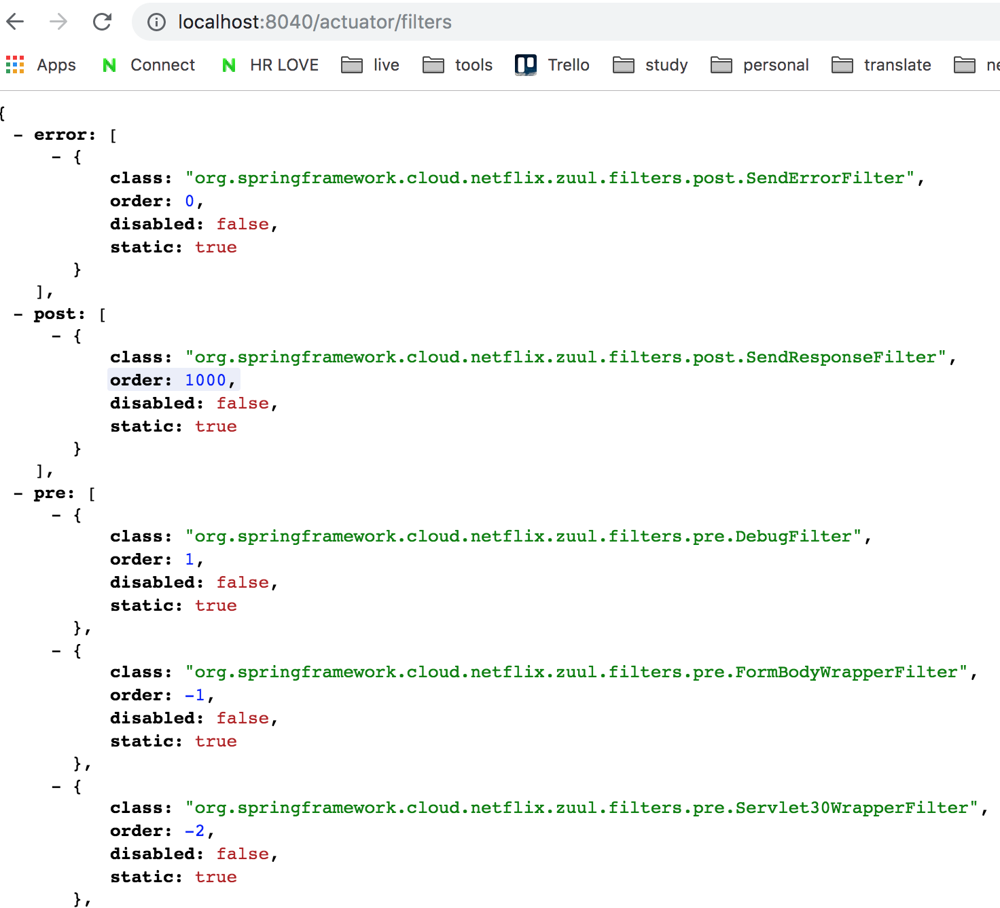 localhost:8040/actuator/filters
Apps Connect HR LOVE live tools Trello study personal translate
{
- error: [
- {
class: "org.springframework.cloud.netflix.zuul.filters.post.SendErrorFilter",
order: 0,
disabled: false,
static: true
}
],
- post: [
- {
class: "org.springframework.cloud.netflix.zuul.filters.post.SendResponseFilter",
order: 1000,
disabled: false,
static: true
}
],
- pre: [
- {
class: "org.springframework.cloud.netflix.zuul.filters.pre.DebugFilter",
order: 1,
disabled: false,
static: true
},
- {
class: "org.springframework.cloud.netflix.zuul.filters.pre.FormBodyWrapperFilter",
order: -1,
disabled: false,
static: true
},
- {
class: "org.springframework.cloud.netflix.zuul.filters.pre.Servlet30WrapperFilter",
order: -2,
disabled: false,
static: true
},